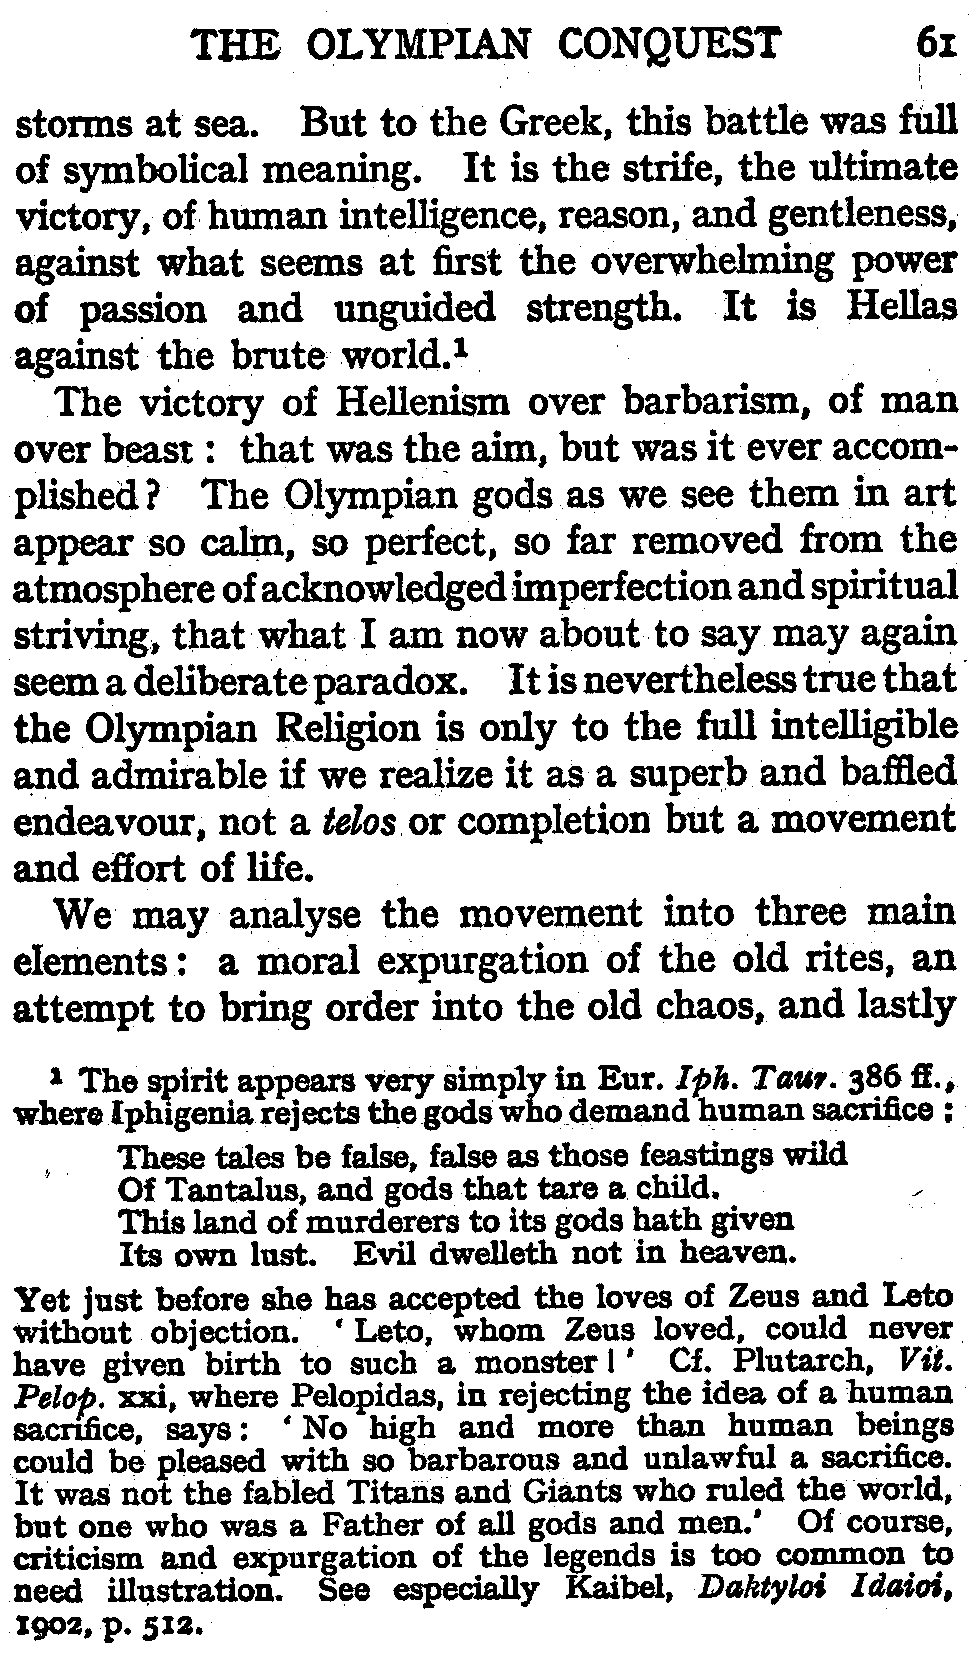 THE OLYMPIAN CONQUEST 61
storms at sea. But to the Greek, this battle was full
of symbolical meaning. It is the strife, the ultimate
victory, of human intelligence, reason, and gentleness,
against what seems at first the overwhelming power
of passion and unguided strength. It is Hellas
against the brute world.¹
The victory of Hellenism over barbarism, of man
over beast : that was the aim, but was it ever accom-
plished? The Olympian gods as we see them in art
appear so calm, so perfect, so far removed from the
atmosphere of acknowledged imperfection and spiritual
striving, that what I am now about to say may again
seem a deliberate paradox. It is nevertheless true that
the Olympian Religion is only to the full intelligible
and admirable if we realize it as a superb and baffled
endeavour, not a telos or completion but a movement
and effort of life.
We may analyse the movement into three main
elements : a moral expurgation of the old rites, an
attempt to bring order into the old chaos, and lastly
¹ The spirit appears very simply in Eur. Iph. Taur. 386 ff.,
where Iphigenia rejects the gods who demand human sacrifice :
These tales be false, false as those feastings wild
Of Tantalus, and gods that tare a child.
This land of murderers to its gods hath given
Its own lust. Evil dwelleth not in heaven.
Yet just before she has accepted the loves of Zeus and Leto
without objection. ‘ Leto, whom Zeus loved, could never
have given birth to such a monster ! ’ Cf. Plutarch, Vit.
Pelop. xxi, where Pelopidas, in rejecting the idea of a human
sacrifice, says : ‘ No high and more than human beings
could be pleased with so barbarous and unlawful a sacrifice.
It was not the fabled Titans and Giants who ruled the world,
but one who was a Father of all gods and men.’ Of course,
criticism and expurgation of the legends is too common to
need illustration. See especially Kaibel, Daktyloi Idaioi,
1902, p. 512.